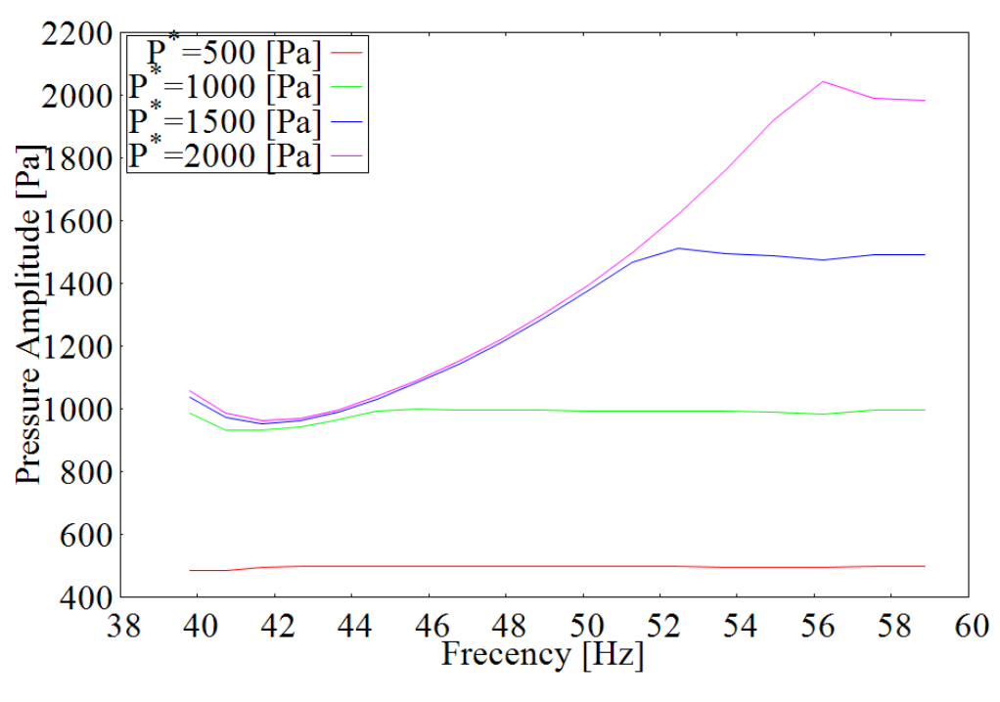 2200
2000
1800
1600
1400
1200
1000
800
600
400
Pressure Amplitude [Pa]
P*=500 [Pa]
P*=1000 [Pa]
P*=1500 [Pa]
P*=2000 [Pa]
38 40 42 44 46 48 50 52 54 56 58 60
Frecency [Hz]